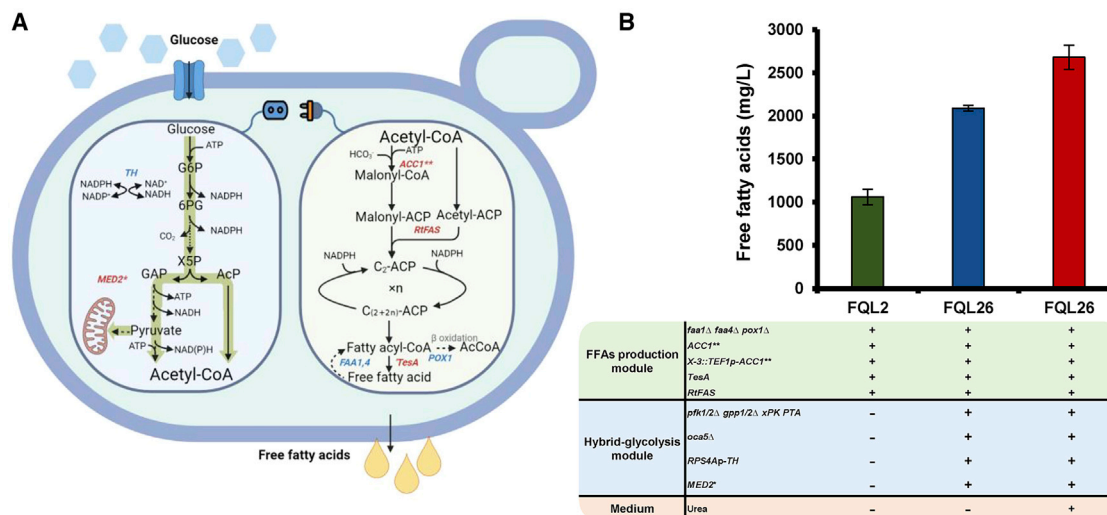 A
Glucose
Glucose
ATP
TH
G6P
NADPH
NAD⁺
NADP⁺
NADH
NADPH
6PG
CO₂
NADPH
X5P
MED2*
GAP
AcP
ATP
NADH
Pyruvate
ATP
NAD(P)H
Acetyl-CoA
Acetyl-CoA
HCO₃⁻
ATP
ACC1**
Malonyl-CoA
Malonyl-ACP
Acetyl-ACP
RtFAS
NADPH
NADPH
C₂-ACP
×n
C(2+2n)-ACP
β oxidation
Fatty acyl-CoA
AcCoA
FAA1,4
'TesA
POX1
Free fatty acid
Free fatty acids
B
Free fatty acids (mg/L)
3000
2500
2000
1500
1000
500
0
FQL2 FQL26 FQL26
FFAs production module
faa1Δ faa4Δ pox1Δ + + +
ACC1** + + +
X-3::TEF1p-ACC1** + + +
TesA + + +
RtFAS + + +
Hybrid-glycolysis module
pfk1/2Δ gpp1/2Δ xPK PTA - + +
oca5Δ - + +
RPS4Ap-TH - + +
MED2* - + +
Medium Urea - - +